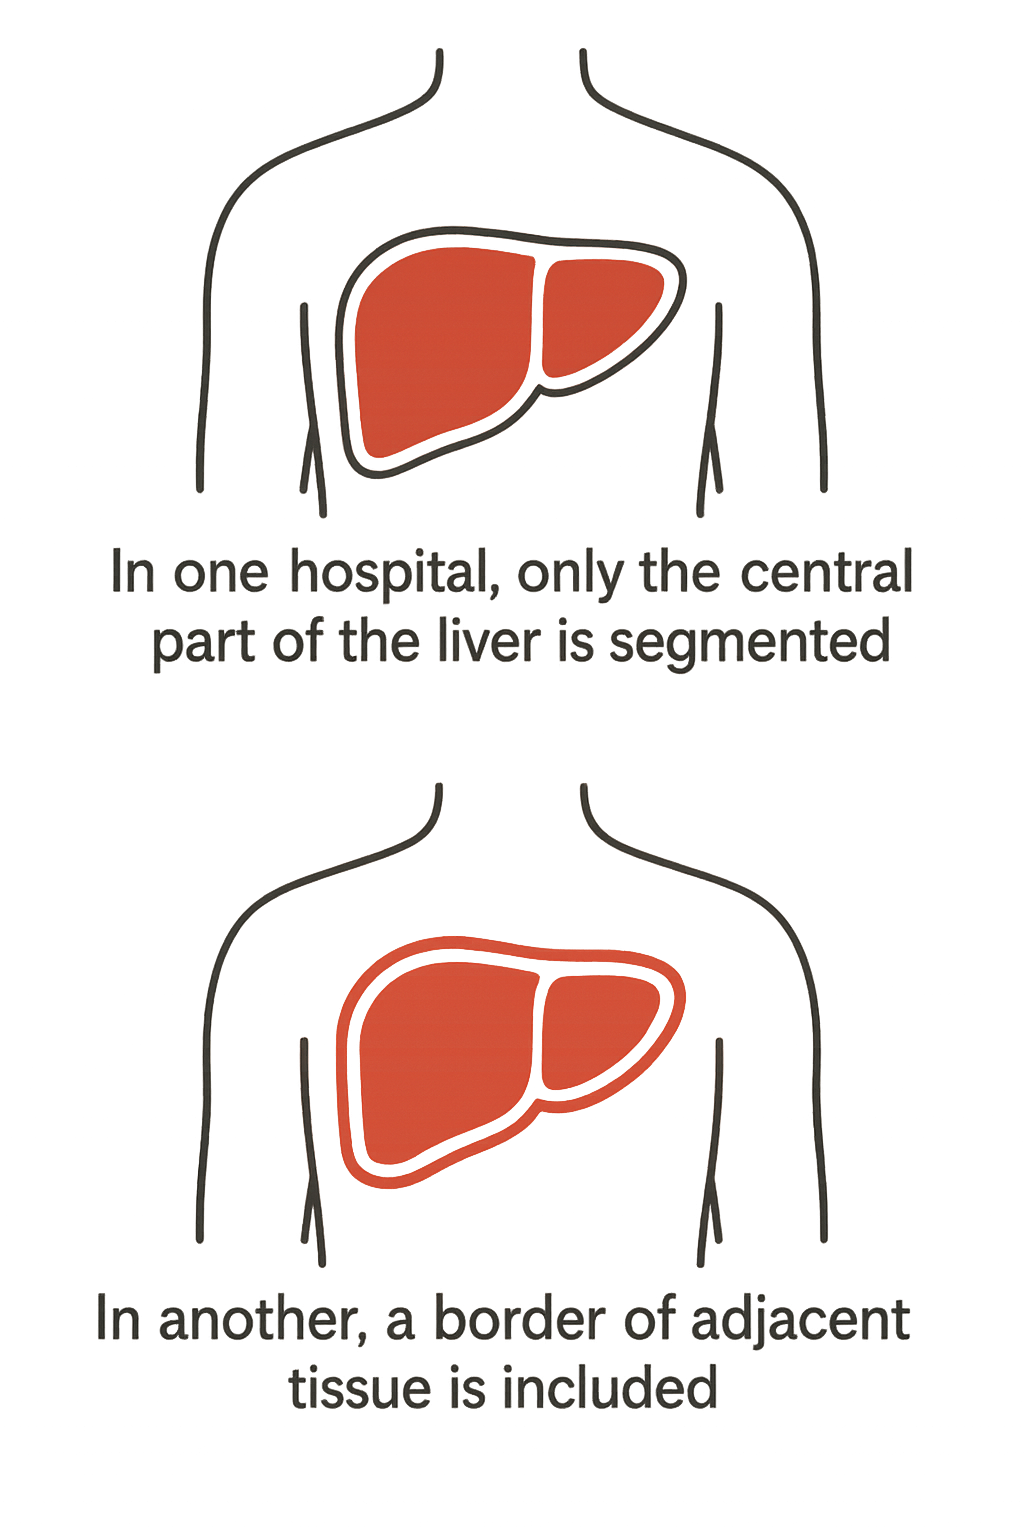 In one hospital, only the central
part of the liver is segmented
In another, a border of adjacent
tissue is included